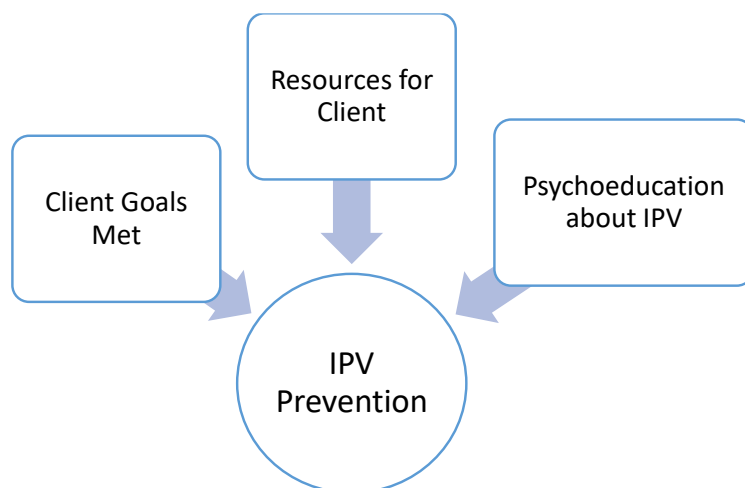 Resources for
Client
Client Goals
Met
Psychoeducation
about IPV
IPV
Prevention